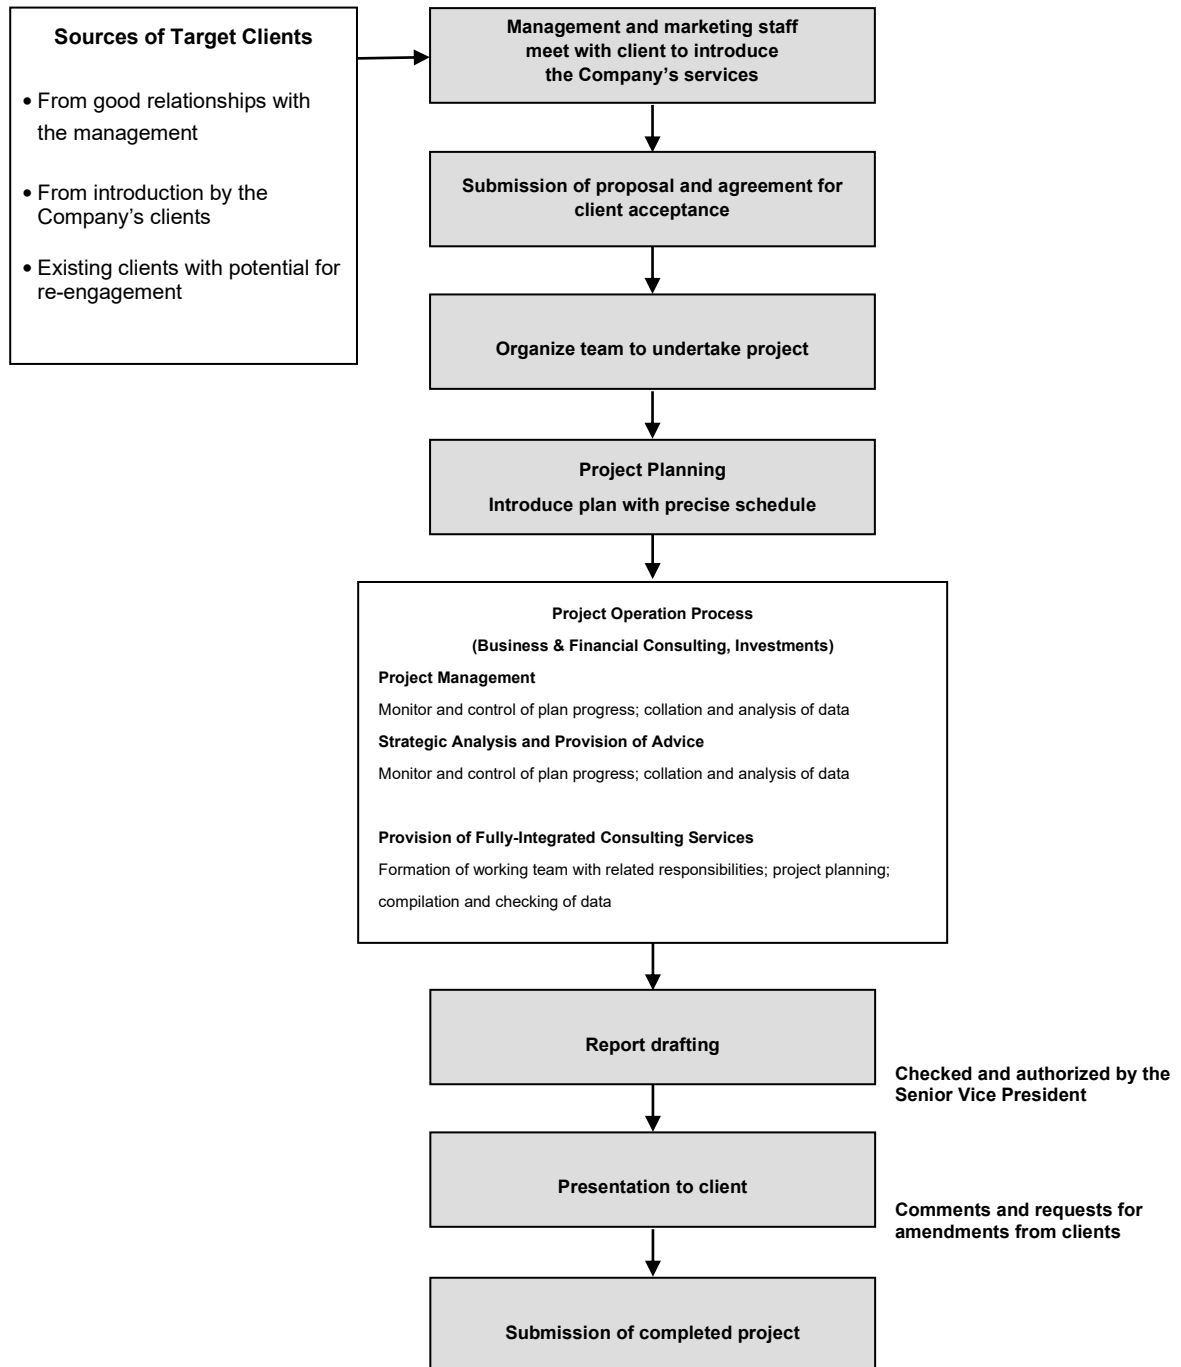 Sources of Target Clients
• From good relationships with
the management
• From introduction by the
Company’s clients
• Existing clients with potential for
re-engagement
Management and marketing staff
meet with client to introduce
the Company’s services
Submission of proposal and agreement for
client acceptance
Organize team to undertake project
Project Planning
Introduce plan with precise schedule
Project Operation Process
(Business & Financial Consulting, Investments)
Project Management
Monitor and control of plan progress; collation and analysis of data
Strategic Analysis and Provision of Advice
Monitor and control of plan progress; collation and analysis of data
Provision of Fully-Integrated Consulting Services
Formation of working team with related responsibilities; project planning;
compilation and checking of data
Report drafting
Checked and authorized by the
Senior Vice President
Presentation to client
Comments and requests for
amendments from clients
Submission of completed project